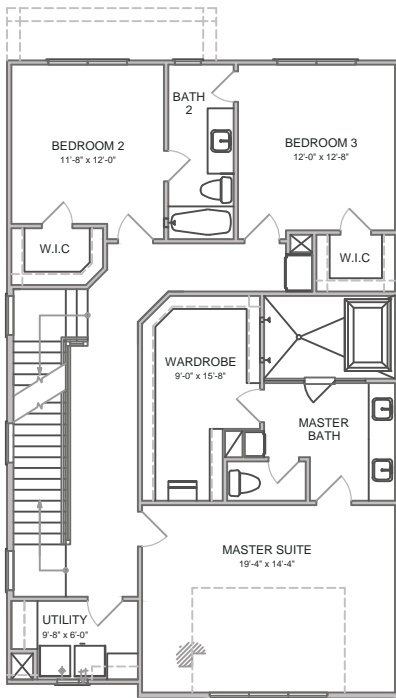 BATH
2
BEDROOM 2
11'-8" x 12'-0"
BEDROOM 3
12'-0" x 12'-8"
W.I.C
W.I.C
WARDROBE
9'-0" x 15'-8"
MASTER
BATH
MASTER SUITE
19'-4" x 14'-4"
UTILITY
9'-8" x 6'-0"